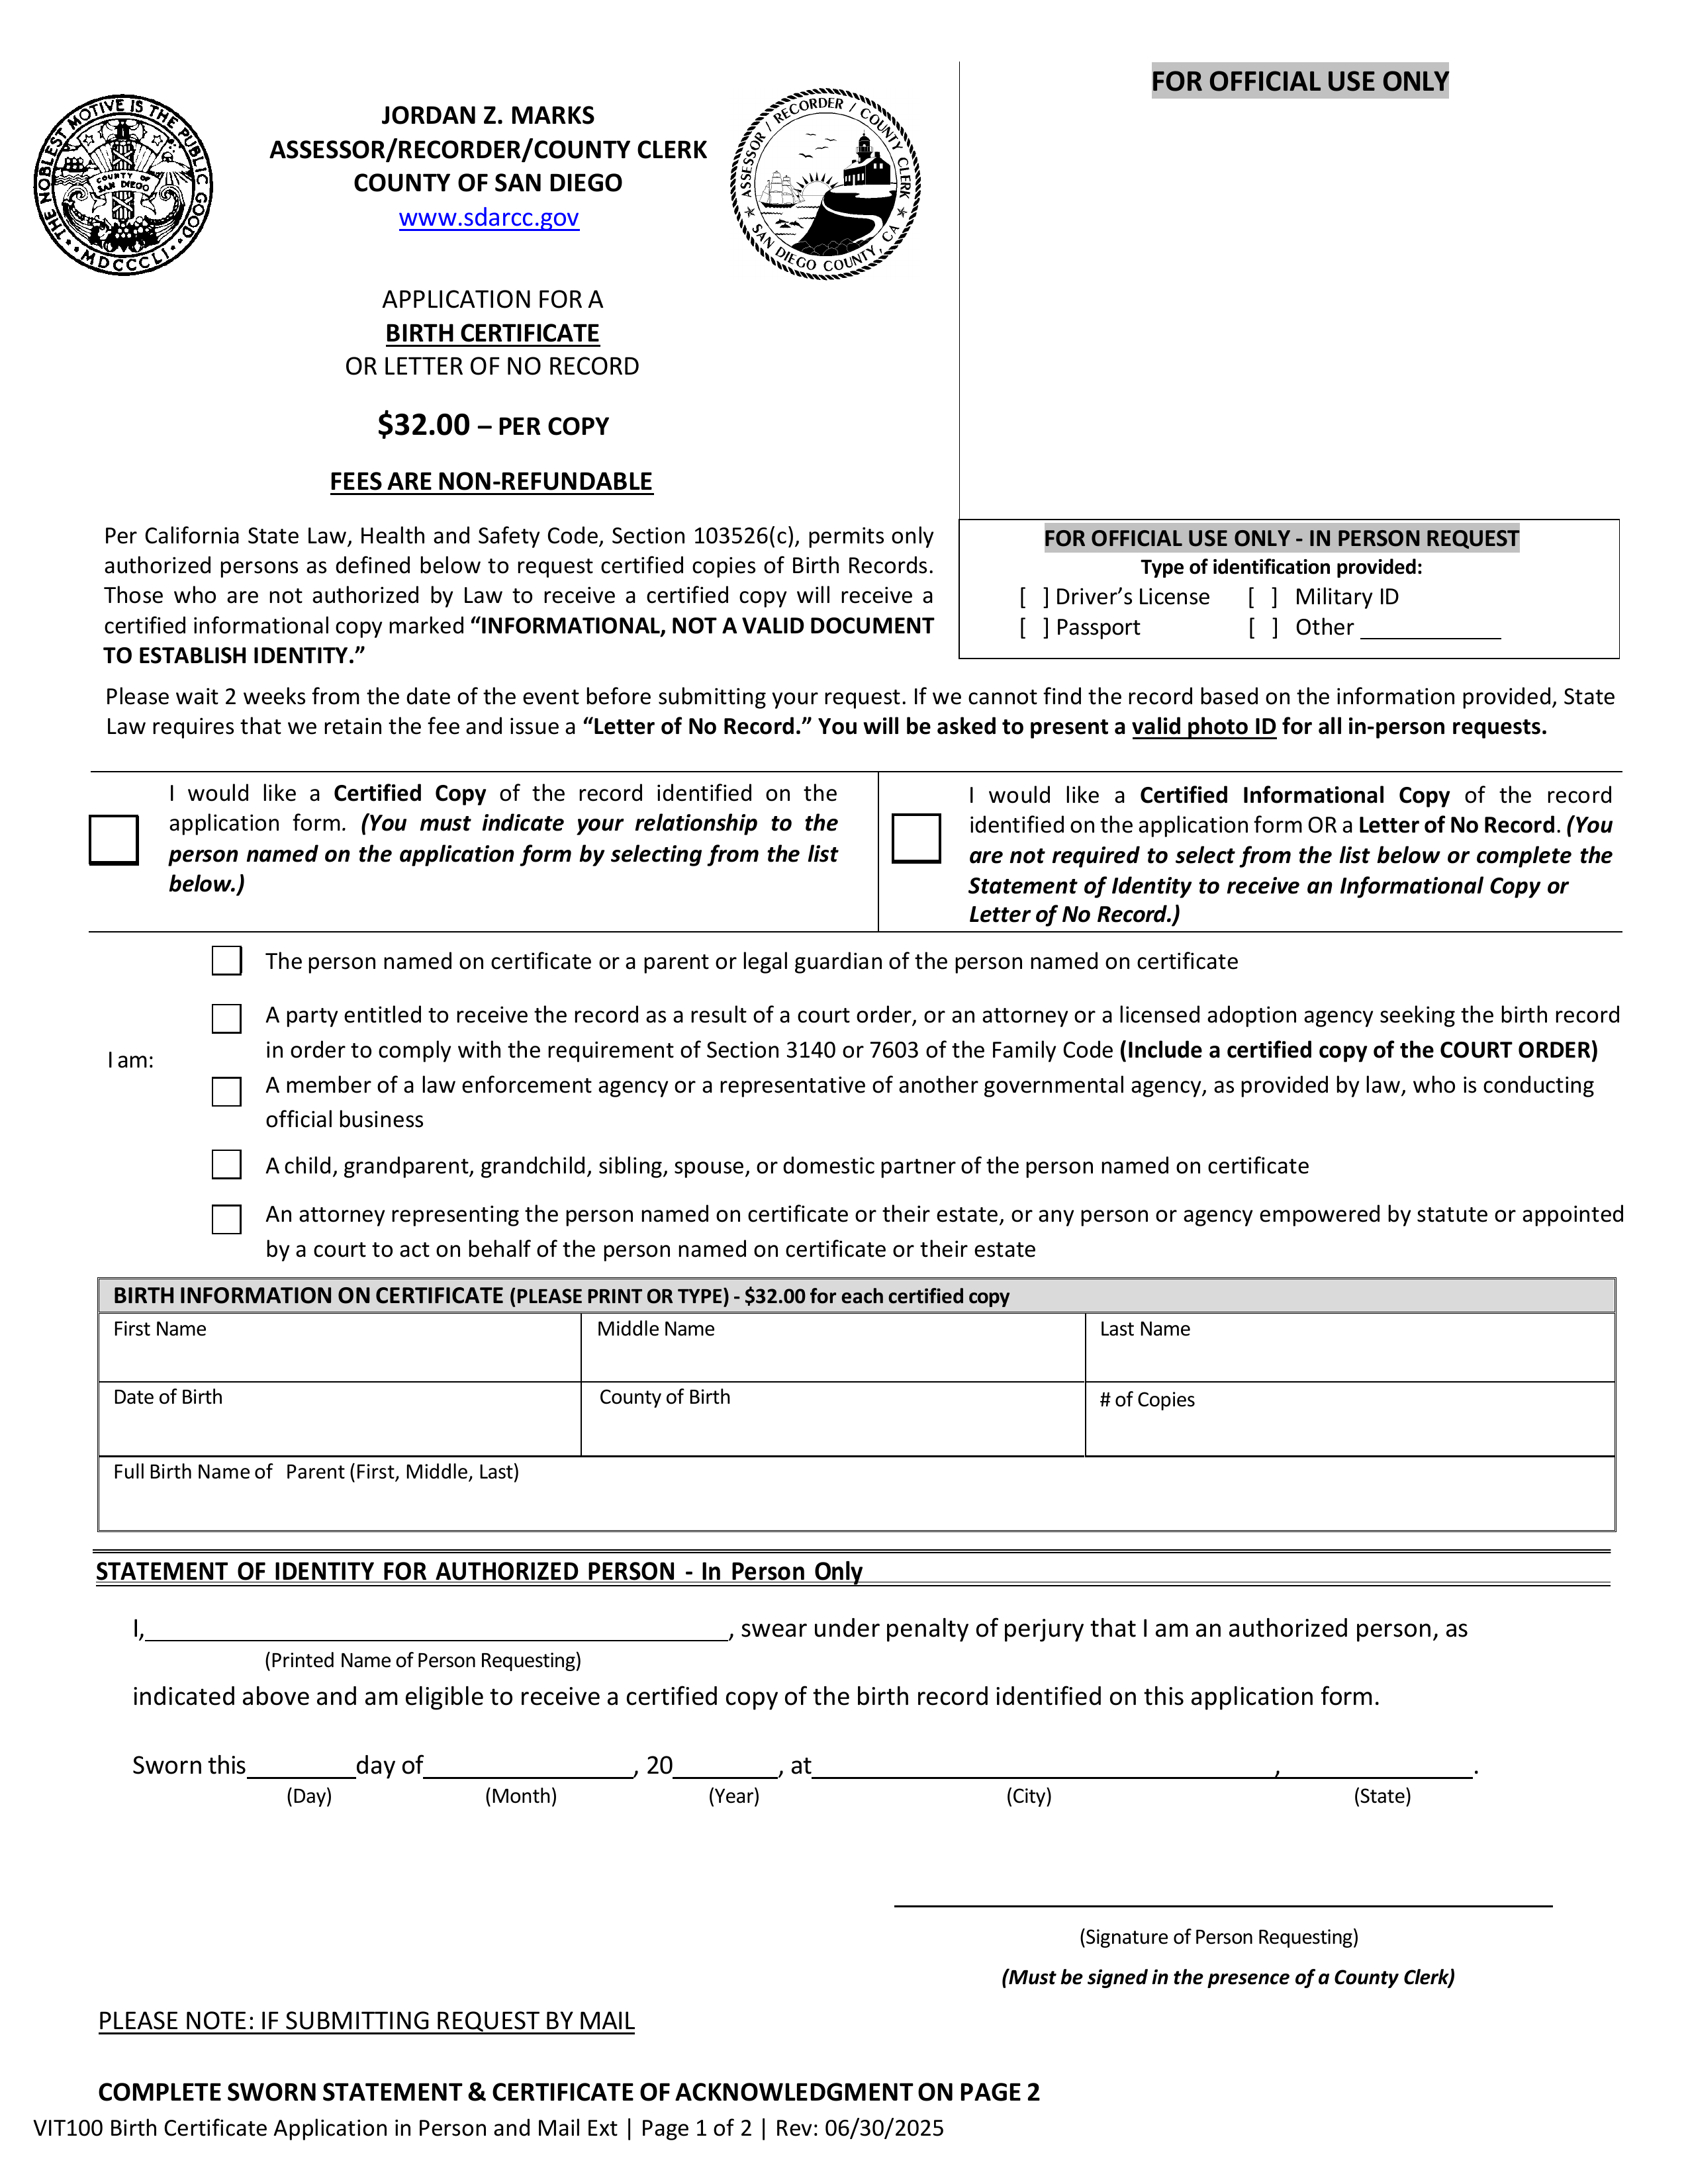 FOR OFFICIAL USE ONLY
THE NOBLEST MOTIVE IS THE PUBLIC GOOD
COUNTY OF
SAN DIEGO
MDCCCLI
JORDAN Z. MARKS
ASSESSOR/RECORDER/COUNTY CLERK
COUNTY OF SAN DIEGO
www.sdarcc.gov
ASSESSOR / RECORDER / COUNTY CLERK
SAN DIEGO COUNTY, CA
APPLICATION FOR A
BIRTH CERTIFICATE
OR LETTER OF NO RECORD
$32.00 – PER COPY
FEES ARE NON-REFUNDABLE
Per California State Law, Health and Safety Code, Section 103526(c), permits only
authorized persons as defined below to request certified copies of Birth Records.
Those who are not authorized by Law to receive a certified copy will receive a
certified informational copy marked “INFORMATIONAL, NOT A VALID DOCUMENT
TO ESTABLISH IDENTITY.”
FOR OFFICIAL USE ONLY - IN PERSON REQUEST
Type of identification provided:
[ ] Driver’s License [ ] Military ID
[ ] Passport [ ] Other ____________
Please wait 2 weeks from the date of the event before submitting your request. If we cannot find the record based on the information provided, State
Law requires that we retain the fee and issue a “Letter of No Record.” You will be asked to present a valid photo ID for all in-person requests.
I would like a Certified Copy of the record identified on the
application form. (You must indicate your relationship to the
person named on the application form by selecting from the list
below.)
I would like a Certified Informational Copy of the record
identified on the application form OR a Letter of No Record. (You
are not required to select from the list below or complete the
Statement of Identity to receive an Informational Copy or
Letter of No Record.)
I am:
The person named on certificate or a parent or legal guardian of the person named on certificate
A party entitled to receive the record as a result of a court order, or an attorney or a licensed adoption agency seeking the birth record
in order to comply with the requirement of Section 3140 or 7603 of the Family Code (Include a certified copy of the COURT ORDER)
A member of a law enforcement agency or a representative of another governmental agency, as provided by law, who is conducting
official business
A child, grandparent, grandchild, sibling, spouse, or domestic partner of the person named on certificate
An attorney representing the person named on certificate or their estate, or any person or agency empowered by statute or appointed
by a court to act on behalf of the person named on certificate or their estate
BIRTH INFORMATION ON CERTIFICATE (PLEASE PRINT OR TYPE) - $32.00 for each certified copy
First Name Middle Name Last Name
Date of Birth County of Birth # of Copies
Full Birth Name of Parent (First, Middle, Last)
STATEMENT OF IDENTITY FOR AUTHORIZED PERSON - In Person Only
I,____________________, swear under penalty of perjury that I am an authorized person, as
(Printed Name of Person Requesting)
indicated above and am eligible to receive a certified copy of the birth record identified on this application form.
Sworn this________day of________________, 20________, at________________________________,______________.
(Day) (Month) (Year) (City) (State)
(Signature of Person Requesting)
(Must be signed in the presence of a County Clerk)
PLEASE NOTE: IF SUBMITTING REQUEST BY MAIL
COMPLETE SWORN STATEMENT & CERTIFICATE OF ACKNOWLEDGMENT ON PAGE 2
VIT100 Birth Certificate Application in Person and Mail Ext | Page 1 of 2 | Rev: 06/30/2025